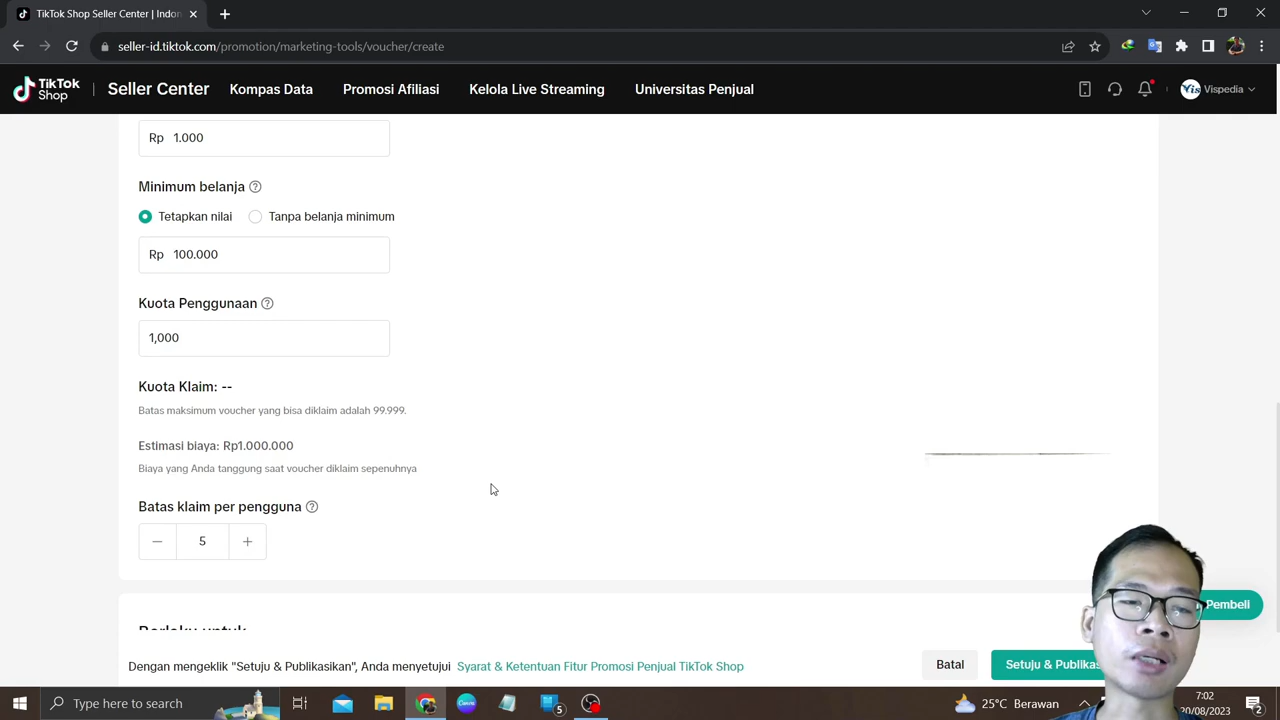 TikTok Shop Seller Center | Indon
seller-id.tiktok.com/promotion/marketing-tools/voucher/create
TikTok Shop
Seller Center
Kompas Data
Promosi Afiliasi
Kelola Live Streaming
Universitas Penjual
Vispedia
Rp 1.000
Minimum belanja
Tetapkan nilai
Tanpa belanja minimum
Rp 100.000
Kuota Penggunaan
1,000
Kuota Klaim: --
Batas maksimum voucher yang bisa diklaim adalah 99.999.
Estimasi biaya: Rp1.000.000
Biaya yang Anda tanggung saat voucher diklaim sepenuhnya
Batas klaim per pengguna
5
Berlaku untuk
Pembeli
Dengan mengeklik "Setuju & Publikasikan", Anda menyetujui Syarat & Ketentuan Fitur Promosi Penjual TikTok Shop
Batal
Setuju & Publikas
Type here to search
5
25°C Berawan
7:02
20/08/2023
2